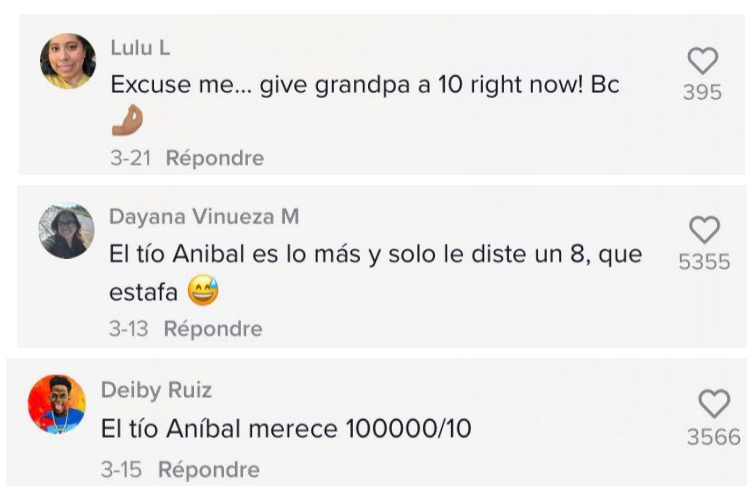 Lulu L
Excuse me... give grandpa a 10 right now! Bc
🤌🏽
395
3-21 Répondre
Dayana Vinueza M
El tío Anibal es lo más y solo le diste un 8, que
estafa 😅
5355
3-13 Répondre
Deiby Ruiz
El tío Aníbal merece 100000/10
3566
3-15 Répondre